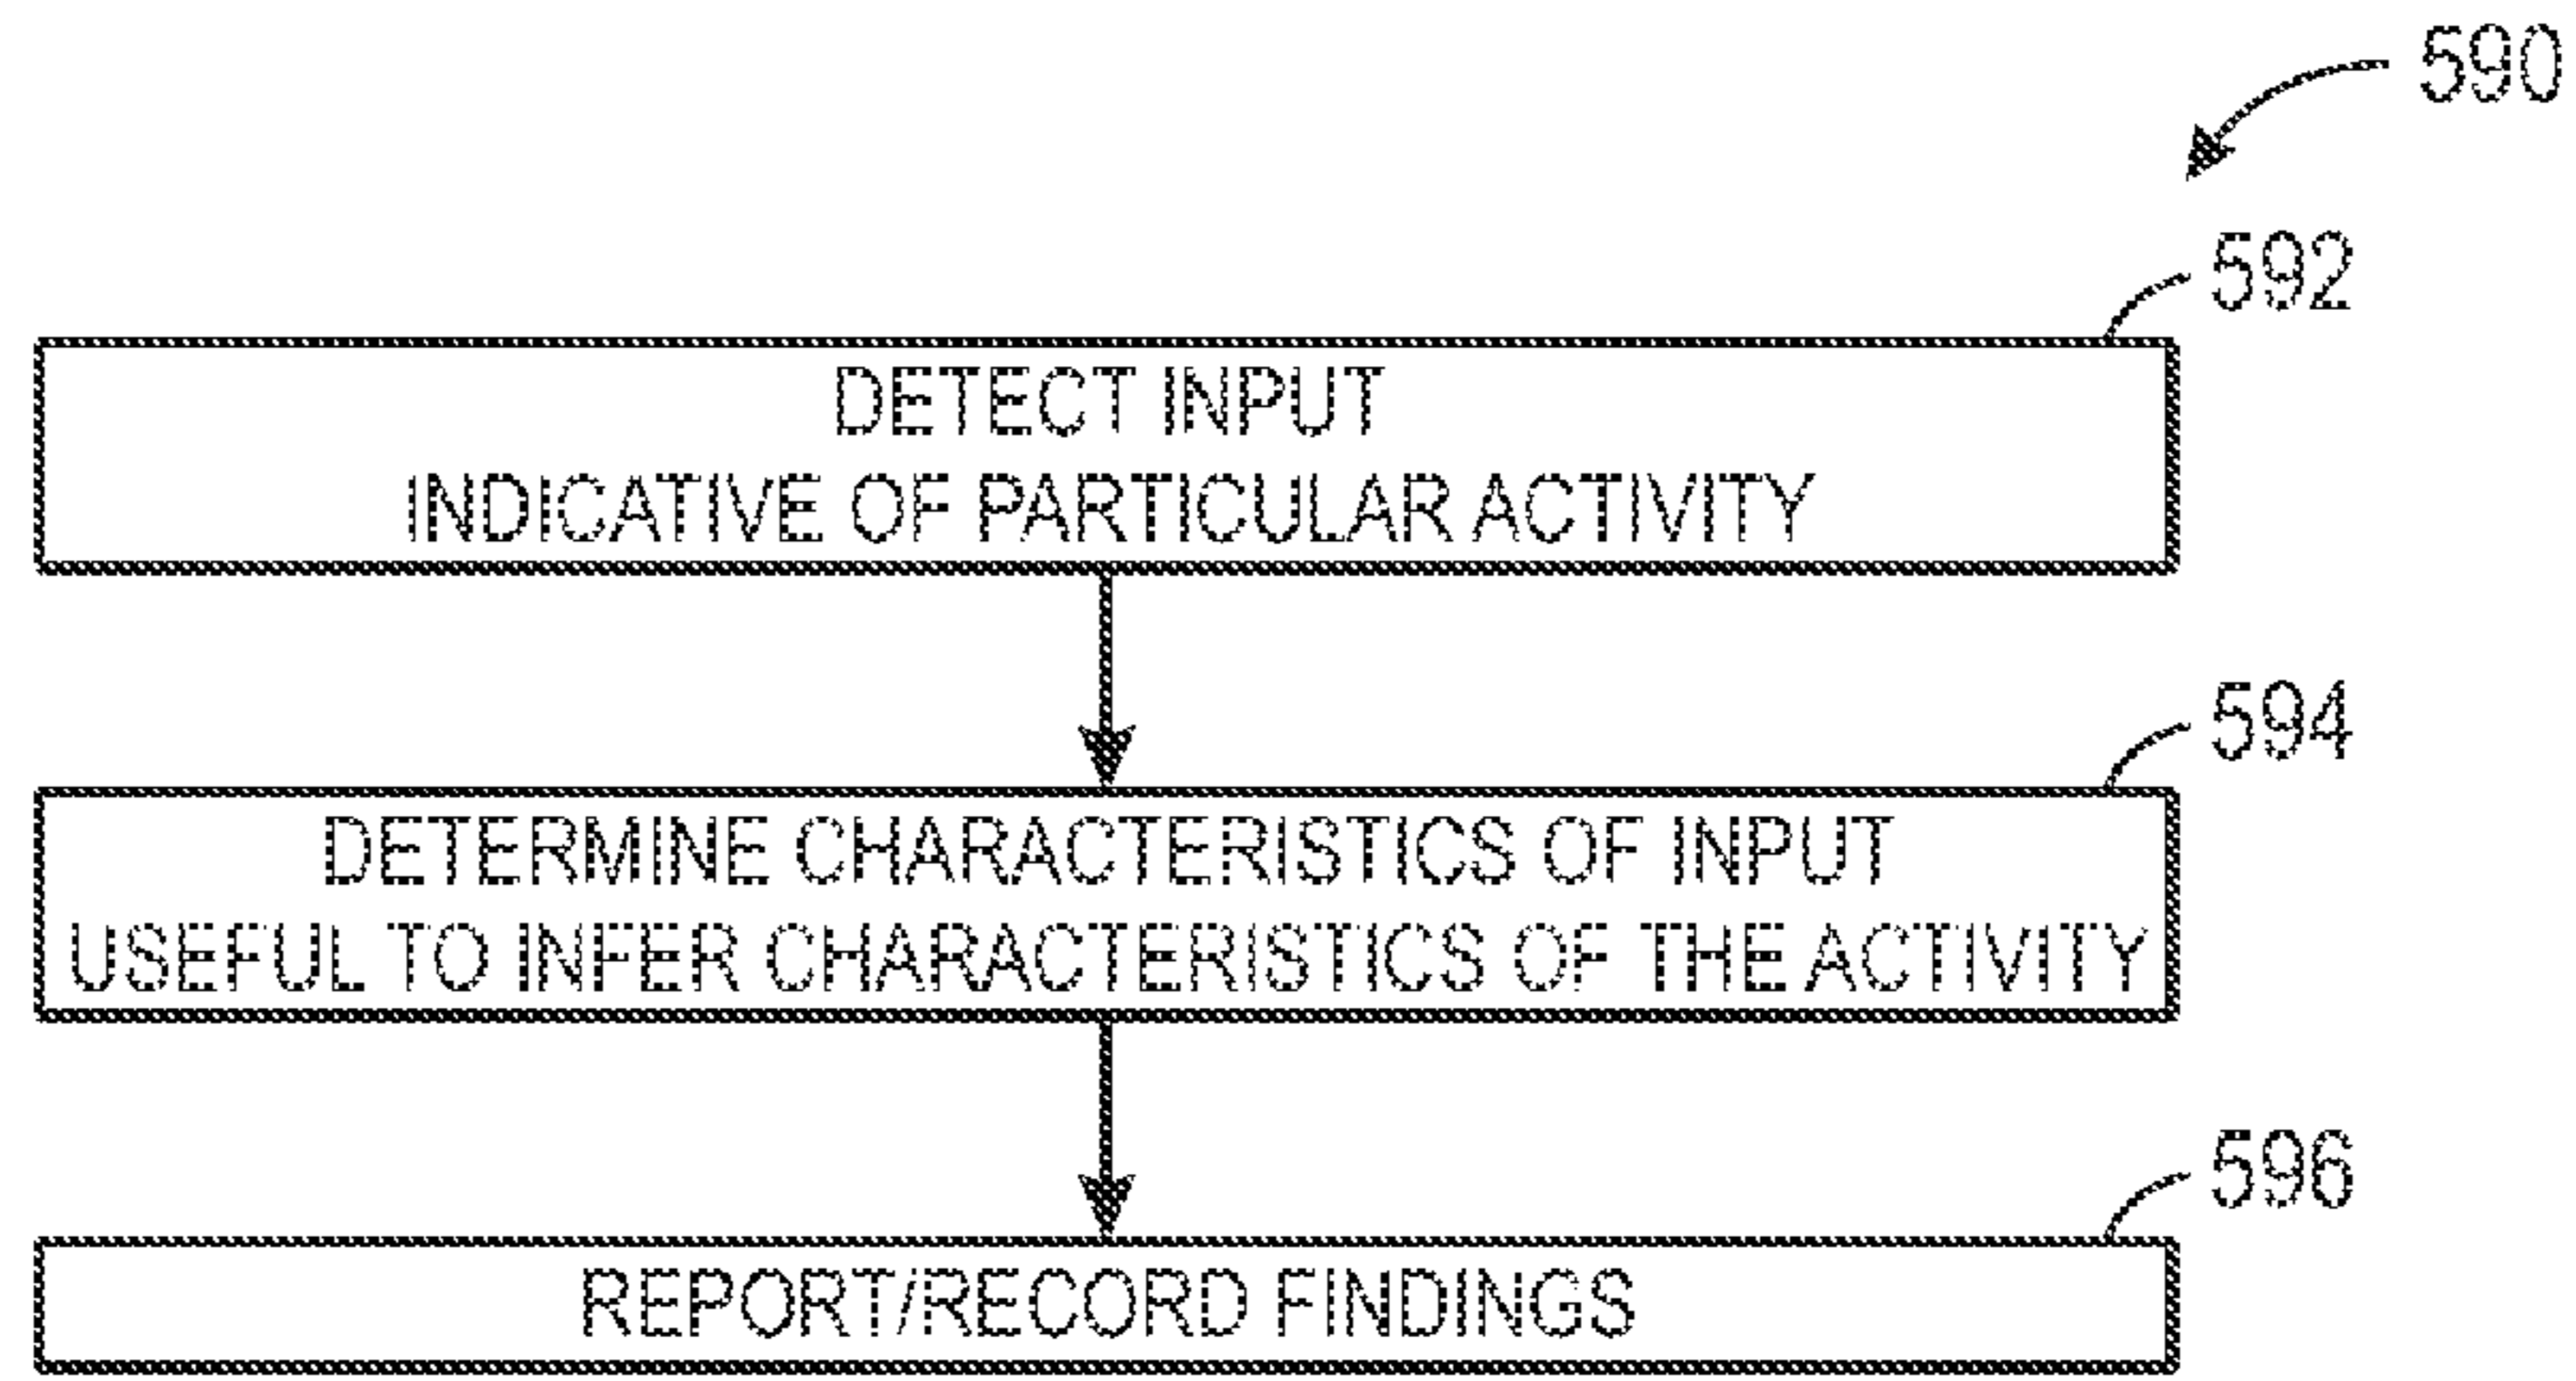 590
592
DETECT INPUT
INDICATIVE OF PARTICULAR ACTIVITY
594
DETERMINE CHARACTERISTICS OF INPUT
USEFUL TO INFER CHARACTERISTICS OF THE ACTIVITY
596
REPORT/RECORD FINDINGS